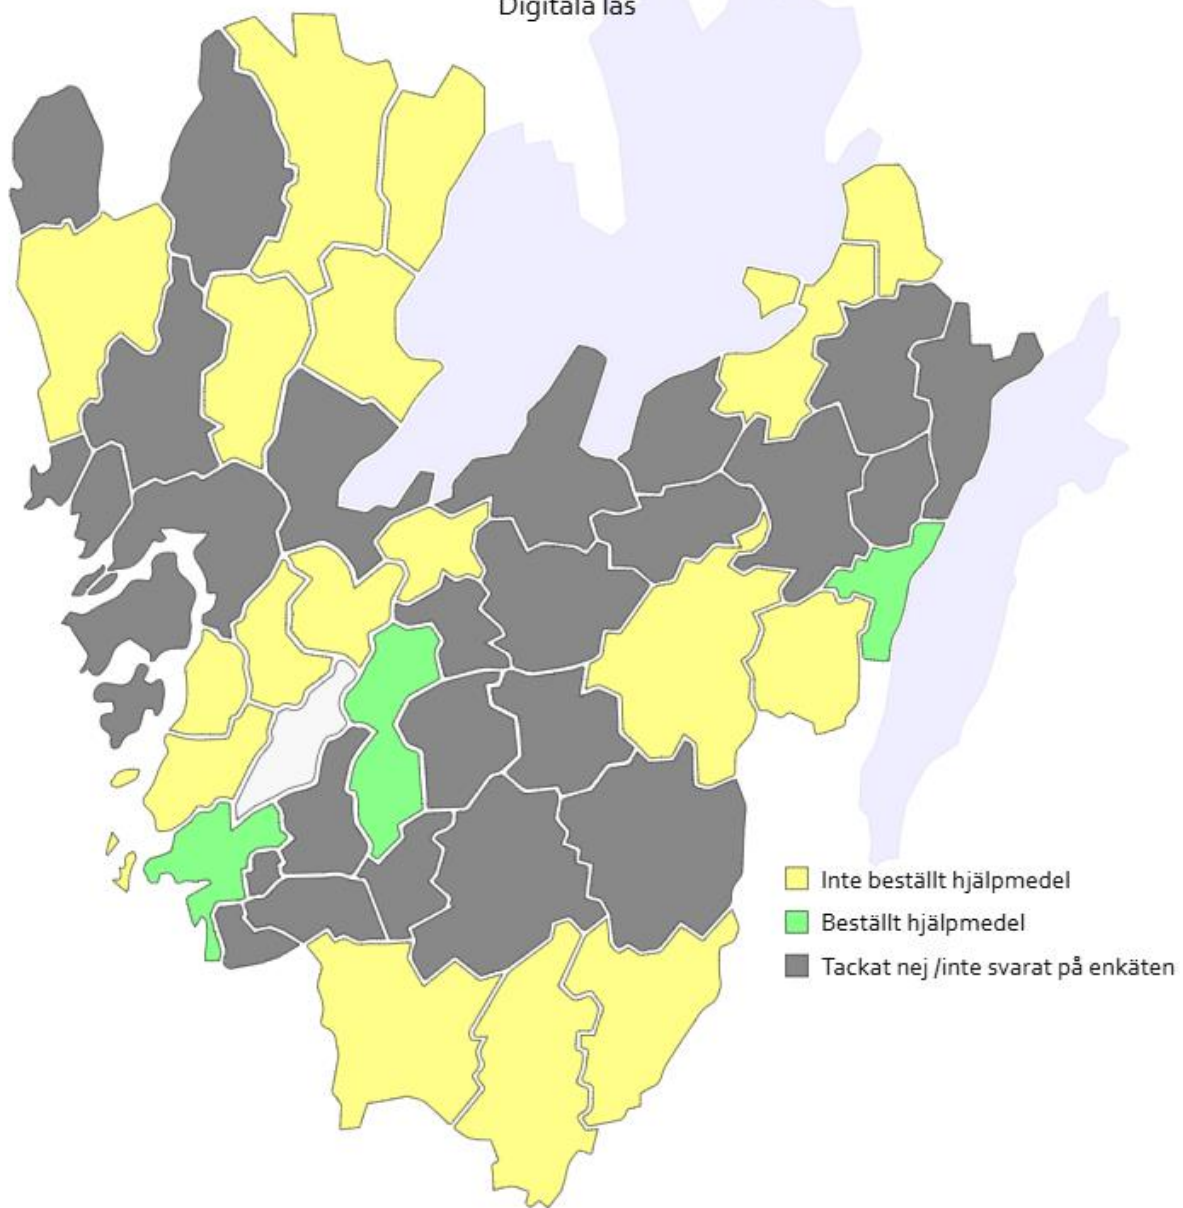 Digitala lås
Inte beställt hjälpmedel
Beställt hjälpmedel
Tackat nej /inte svarat på enkäten